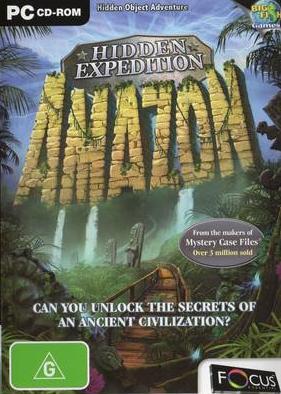 PC CD-ROM
Hidden Object Adventure
BIG FISH
Games
HIDDEN
EXPEDITION
AMAZON
From the makers of
Mystery Case Files
Over 3 million sold
CAN YOU UNLOCK THE SECRETS OF
AN ANCIENT CIVILIZATION?
G
FOCUS